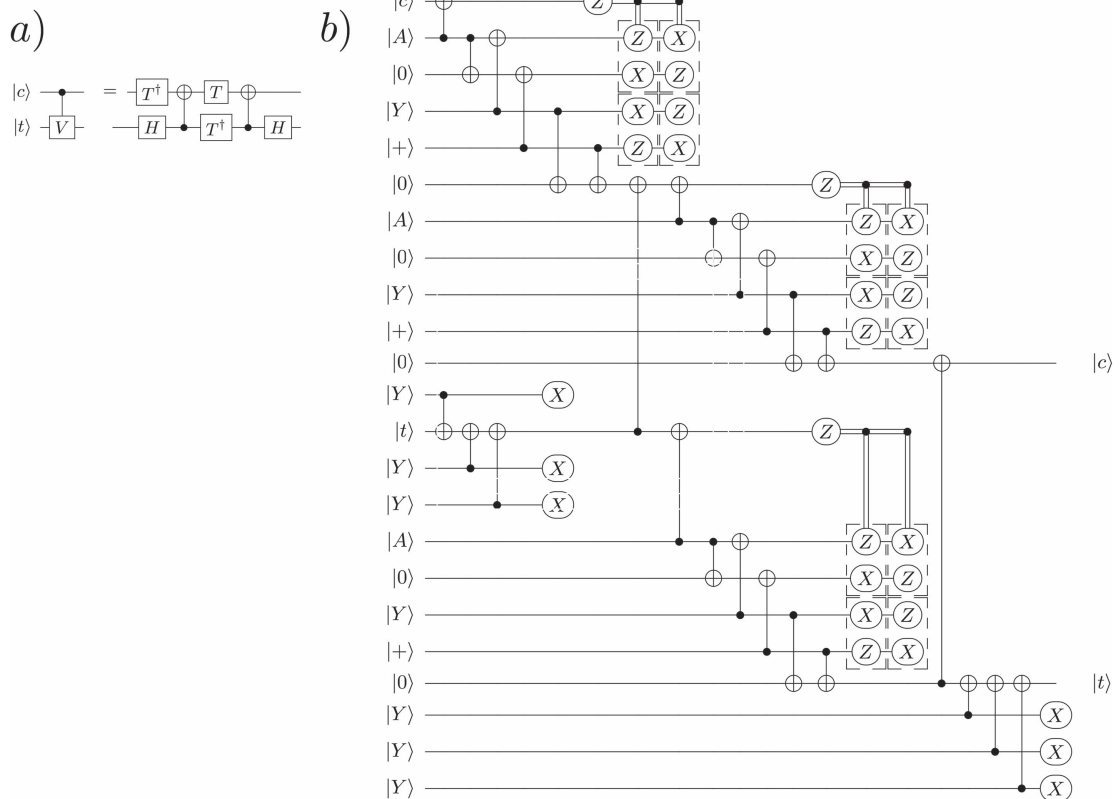 a)
b)
|c⟩ = T† T
|t⟩ V H T† H
|c⟩ Z
|A⟩ Z X
|0⟩ X Z
|Y⟩ X Z
|+⟩ Z X
|0⟩ Z
|A⟩ Z X
|0⟩ X Z
|Y⟩ X Z
|+⟩ Z X
|0⟩ |c⟩
|Y⟩ X
|t⟩ Z
|Y⟩ X
|Y⟩ X
|A⟩ Z X
|0⟩ X Z
|Y⟩ X Z
|+⟩ Z X
|0⟩ |t⟩
|Y⟩ X
|Y⟩ X
|Y⟩ X